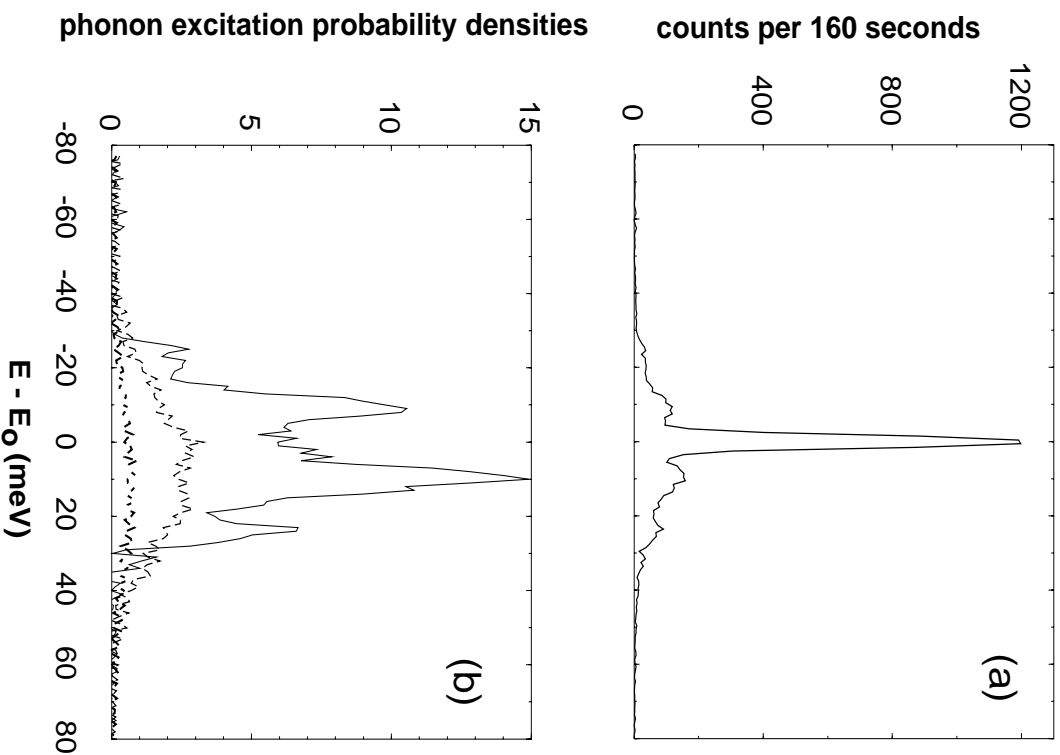 counts per 160 seconds
1200
800
400
0
(a)
phonon excitation probability densities
15
10
5
0
(b)
-80 -60 -40 -20 0 20 40 60 80
E - Eo (meV)